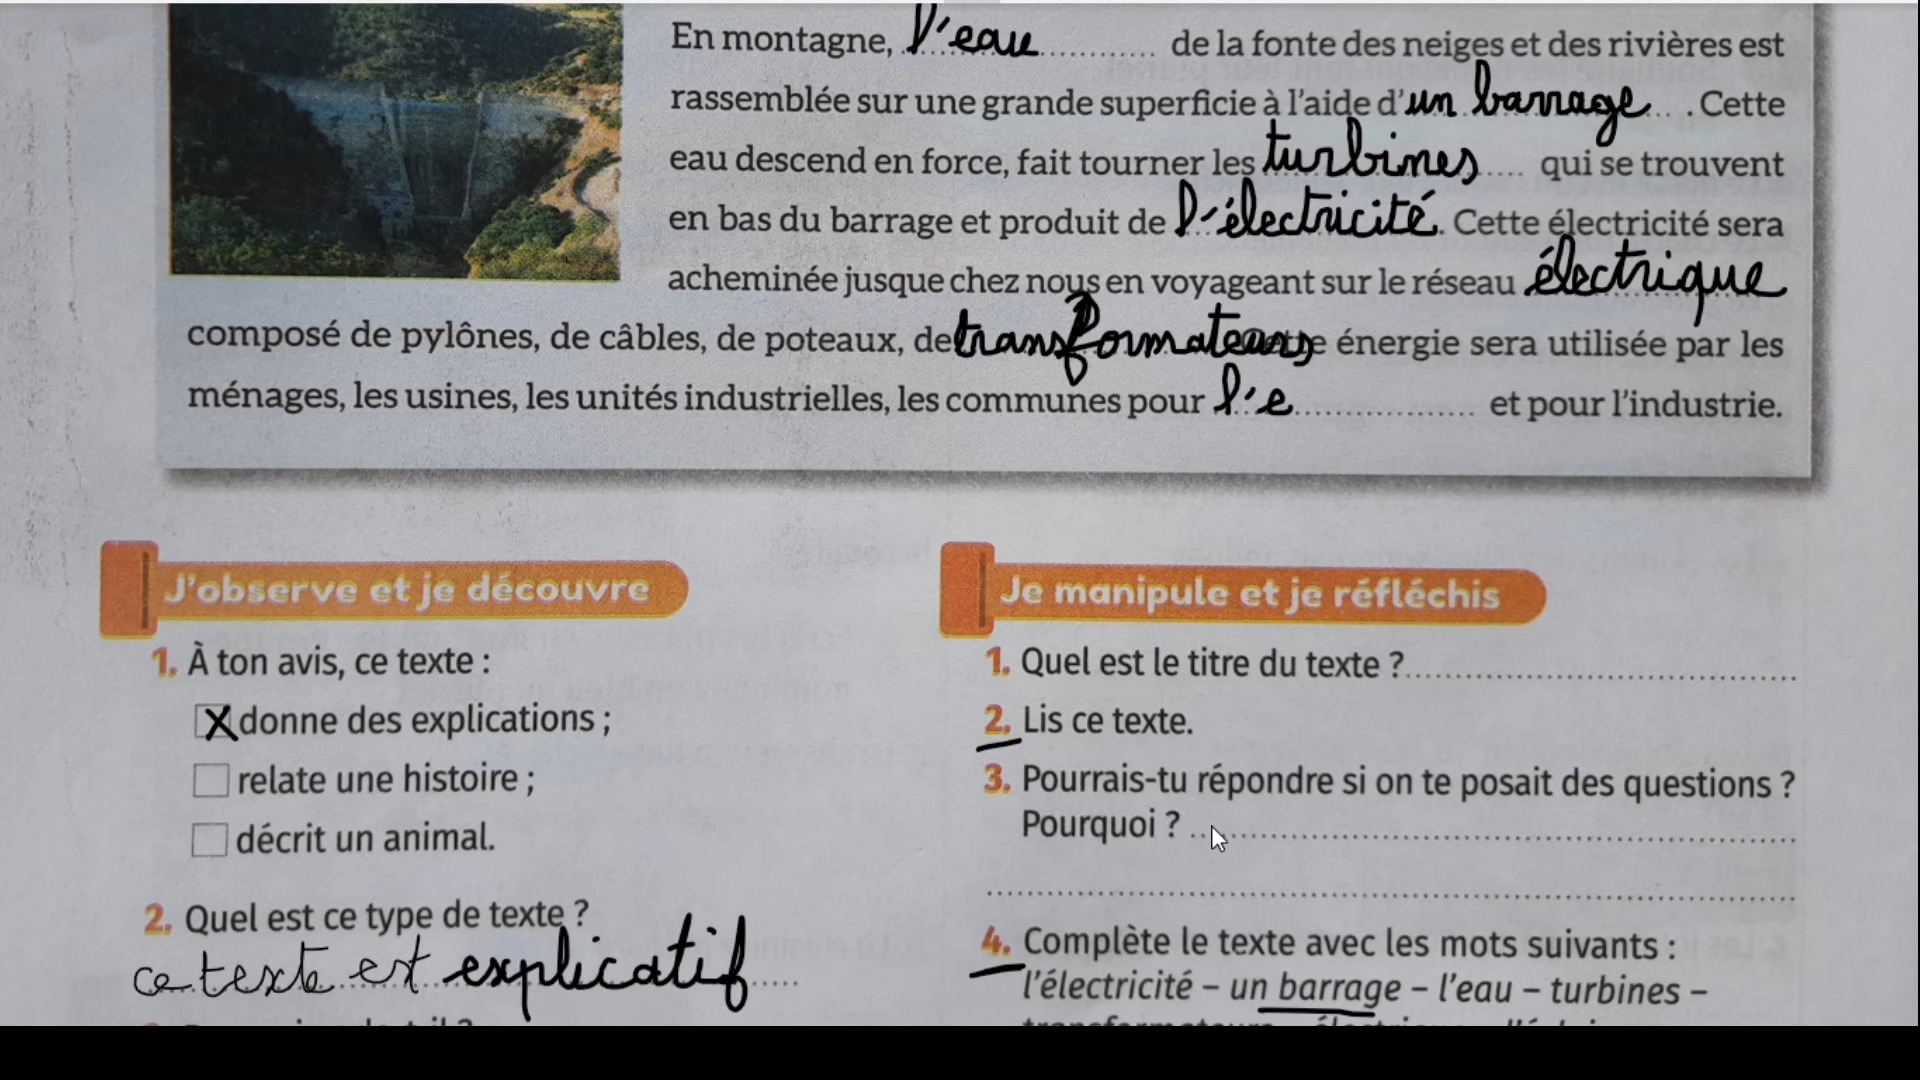 En montagne, l'eau de la fonte des neiges et des rivières est
rassemblée sur une grande superficie à l'aide d'un barrage . Cette
eau descend en force, fait tourner les turbines qui se trouvent
en bas du barrage et produit de l'électricité. Cette électricité sera
acheminée jusque chez nous en voyageant sur le réseau électrique
composé de pylônes, de câbles, de poteaux, de transformateurs énergie sera utilisée par les
ménages, les usines, les unités industrielles, les communes pour l'e et pour l'industrie.
J'observe et je découvre
1. À ton avis, ce texte :
X donne des explications ;
relate une histoire ;
décrit un animal.
2. Quel est ce type de texte ?
ce texte est explicatif
Je manipule et je réfléchis
1. Quel est le titre du texte ?
2. Lis ce texte.
3. Pourrais-tu répondre si on te posait des questions ?
Pourquoi ?
4. Complète le texte avec les mots suivants :
l'électricité – un barrage – l'eau – turbines –